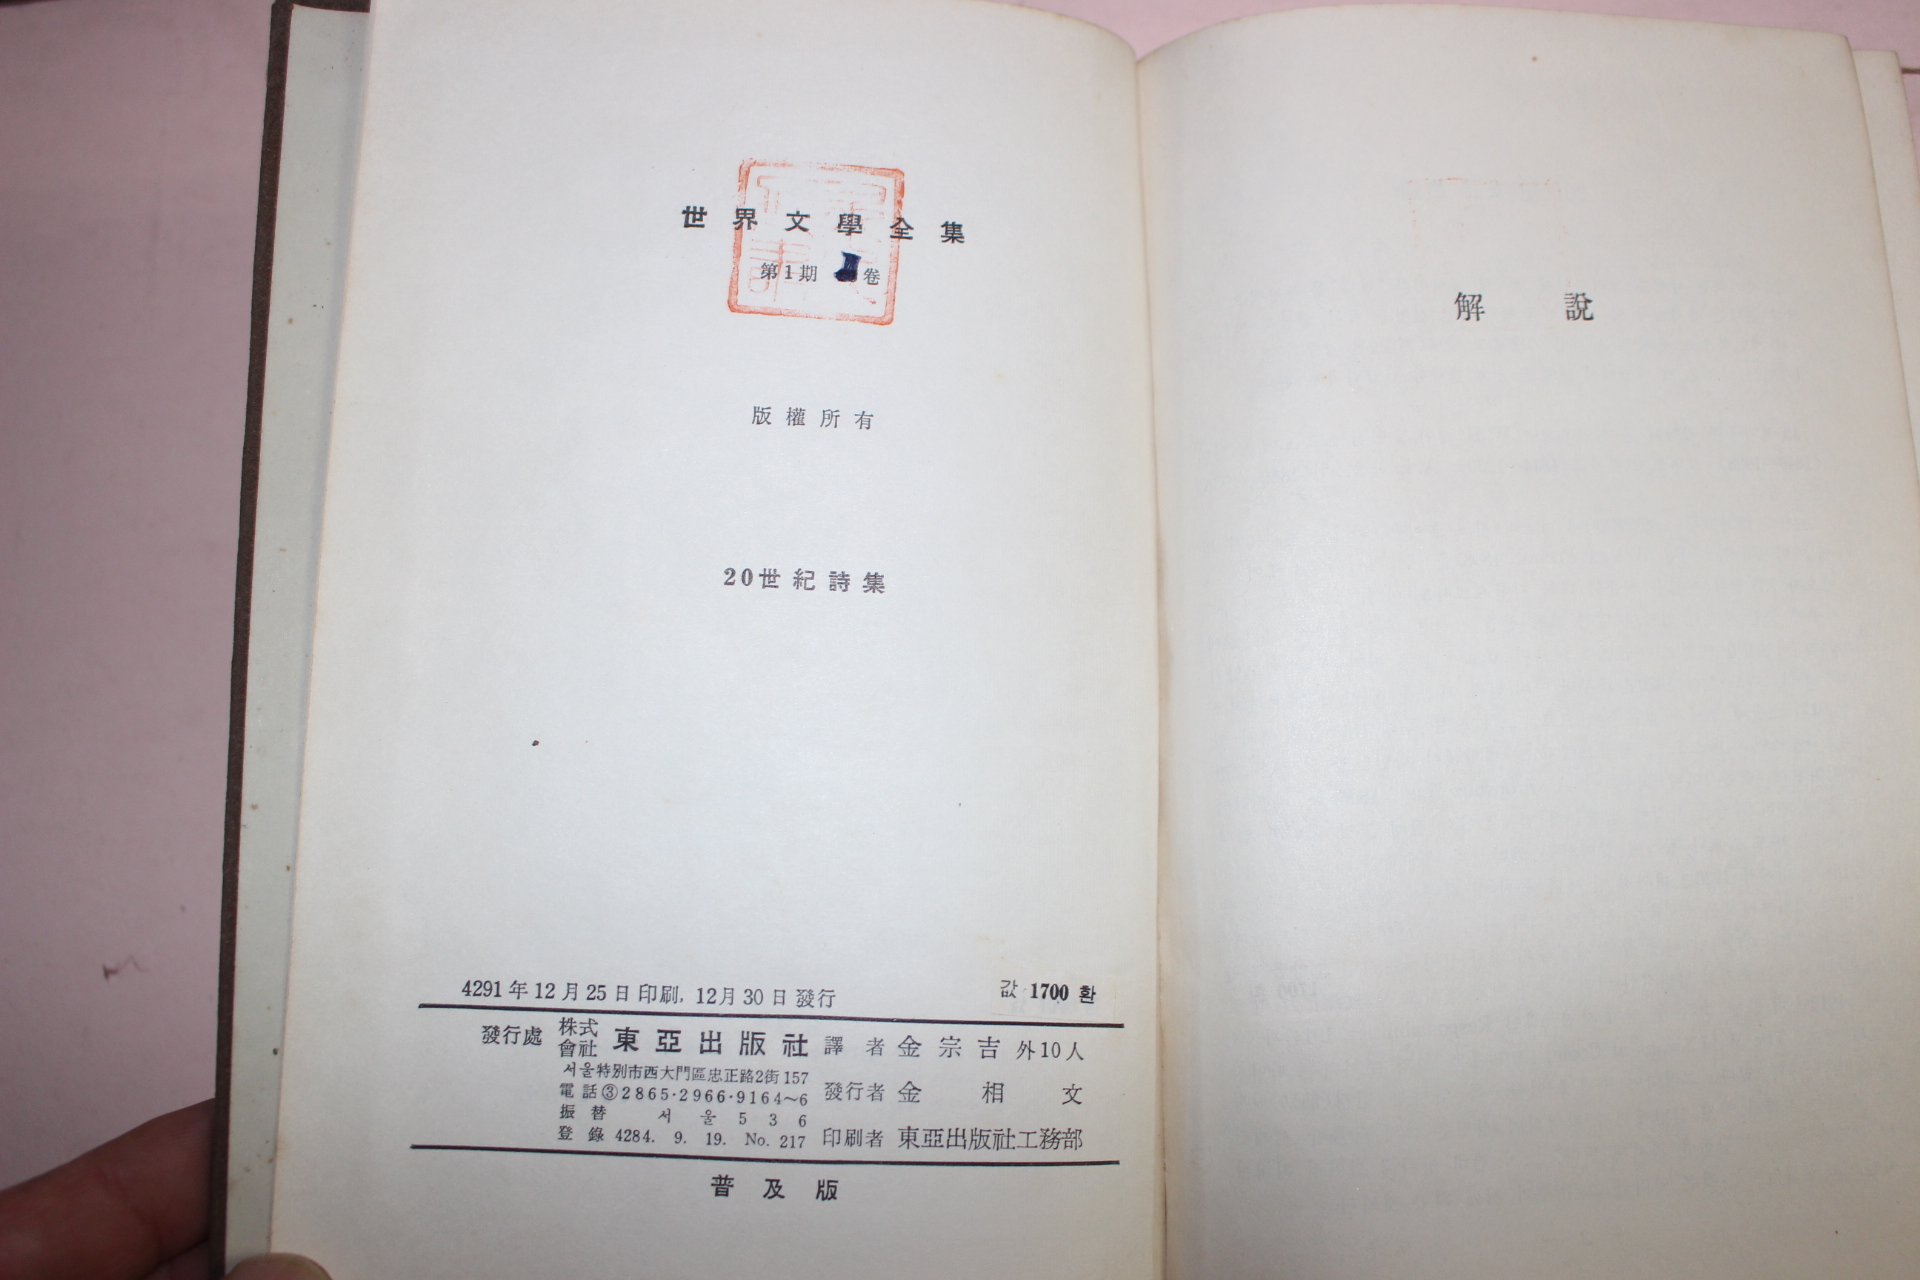 世界文學全集
第1期 卷
版權所有
20世紀詩集
4291年12月25日印刷, 12月30日發行
값 1700 환
發行處 株式會社 東亞出版社
서울特別市西大門區忠正路2街157
電話③2865·2966·9164~6
振替 서울 536
登錄 4284. 9. 19. No. 217
譯者 金宗吉 外10人
發行者 金相文
印刷者 東亞出版社工務部
普及版
解說